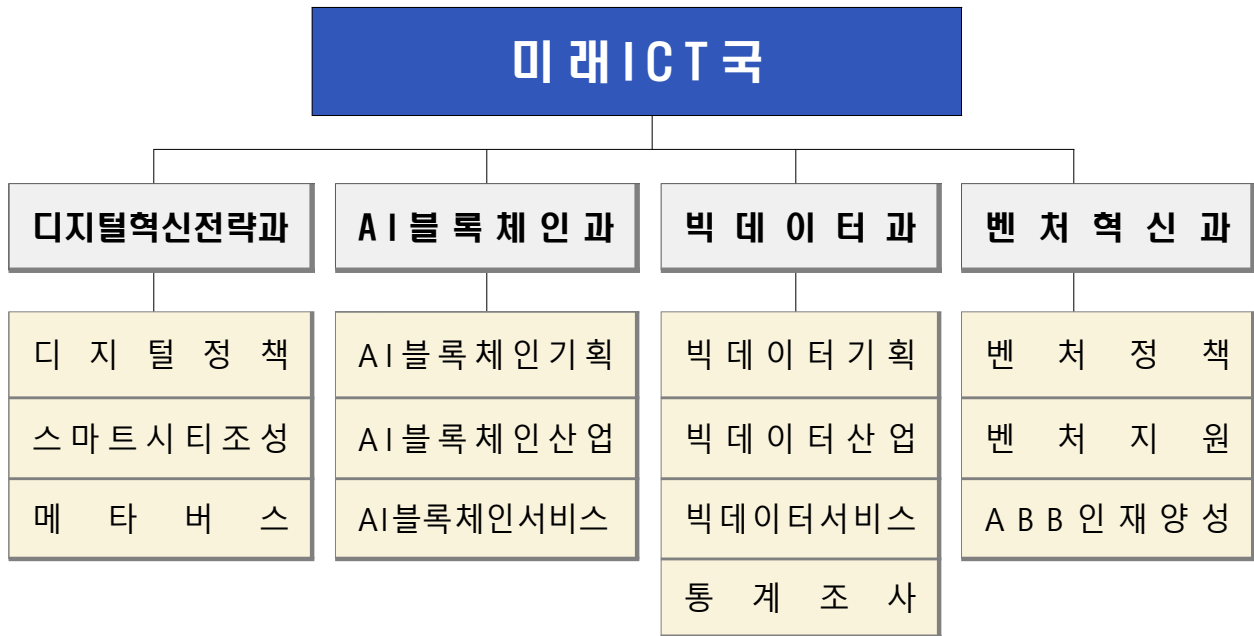 미래ICT국
디지털혁신전략과
AI블록체인과
빅데이터과
벤처혁신과
디지털정책
스마트시티조성
메타버스
AI블록체인기획
AI블록체인산업
AI블록체인서비스
빅데이터기획
빅데이터산업
빅데이터서비스
통계조사
벤처정책
벤처지원
ABB인재양성